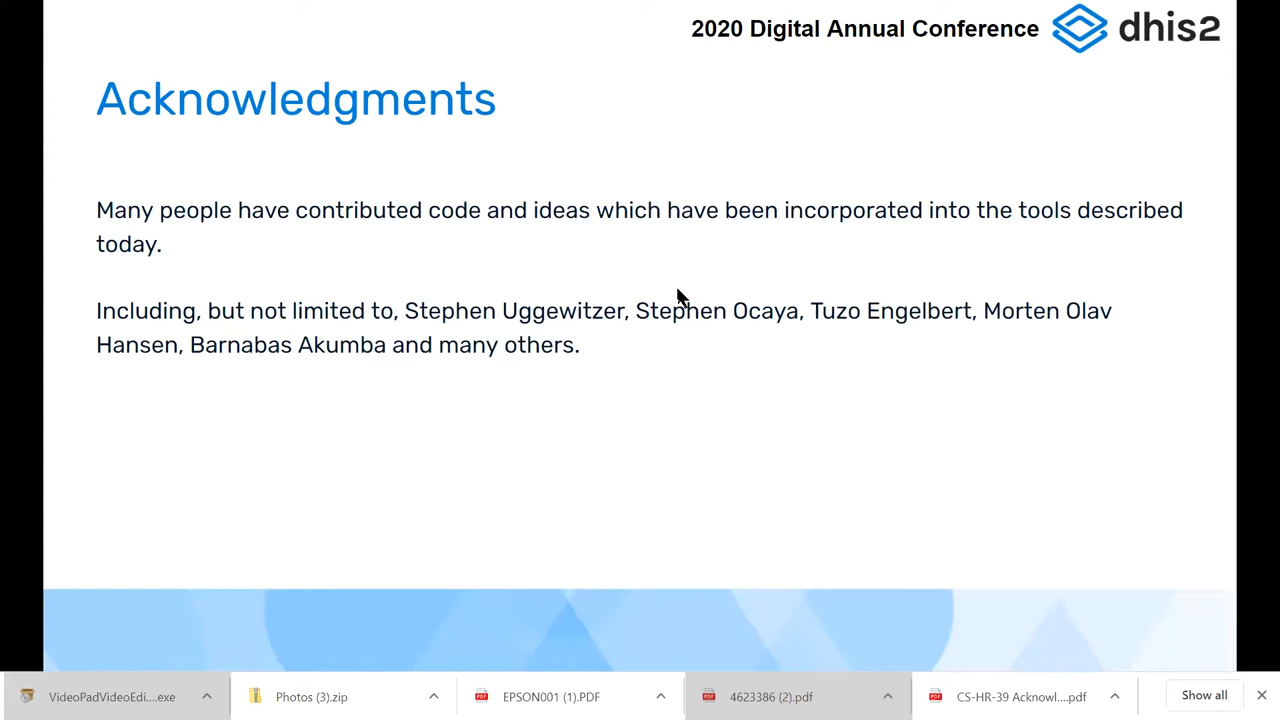 2020 Digital Annual Conference
dhis2
Acknowledgments
Many people have contributed code and ideas which have been incorporated into the tools described
today.
Including, but not limited to, Stephen Uggewitzer, Stephen Ocaya, Tuzo Engelbert, Morten Olav
Hansen, Barnabas Akumba and many others.
VideoPadVideoEdi....exe
Photos (3).zip
EPSON001 (1).PDF
4623386 (2).pdf
CS-HR-39 Acknowl....pdf
Show all